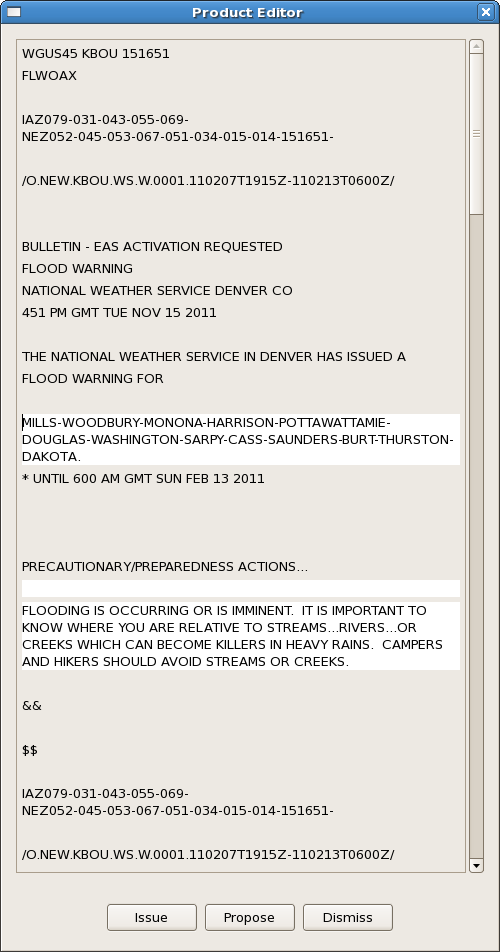 Product Editor
WGUS45 KBOU 151651
FLWOAX
IAZ079-031-043-055-069-
NEZ052-045-053-067-051-034-015-014-151651-
/O.NEW.KBOU.WS.W.0001.110207T1915Z-110213T0600Z/
BULLETIN - EAS ACTIVATION REQUESTED
FLOOD WARNING
NATIONAL WEATHER SERVICE DENVER CO
451 PM GMT TUE NOV 15 2011
THE NATIONAL WEATHER SERVICE IN DENVER HAS ISSUED A
FLOOD WARNING FOR
MILLS-WOODBURY-MONONA-HARRISON-POTTAWATTAMIE-
DOUGLAS-WASHINGTON-SARPY-CASS-SAUNDERS-BURT-THURSTON-
DAKOTA.
* UNTIL 600 AM GMT SUN FEB 13 2011
PRECAUTIONARY/PREPAREDNESS ACTIONS...
FLOODING IS OCCURRING OR IS IMMINENT.  IT IS IMPORTANT TO
KNOW WHERE YOU ARE RELATIVE TO STREAMS...RIVERS...OR
CREEKS WHICH CAN BECOME KILLERS IN HEAVY RAINS.  CAMPERS
AND HIKERS SHOULD AVOID STREAMS OR CREEKS.
&&
$$
IAZ079-031-043-055-069-
NEZ052-045-053-067-051-034-015-014-151651-
/O.NEW.KBOU.WS.W.0001.110207T1915Z-110213T0600Z/
Issue Propose Dismiss